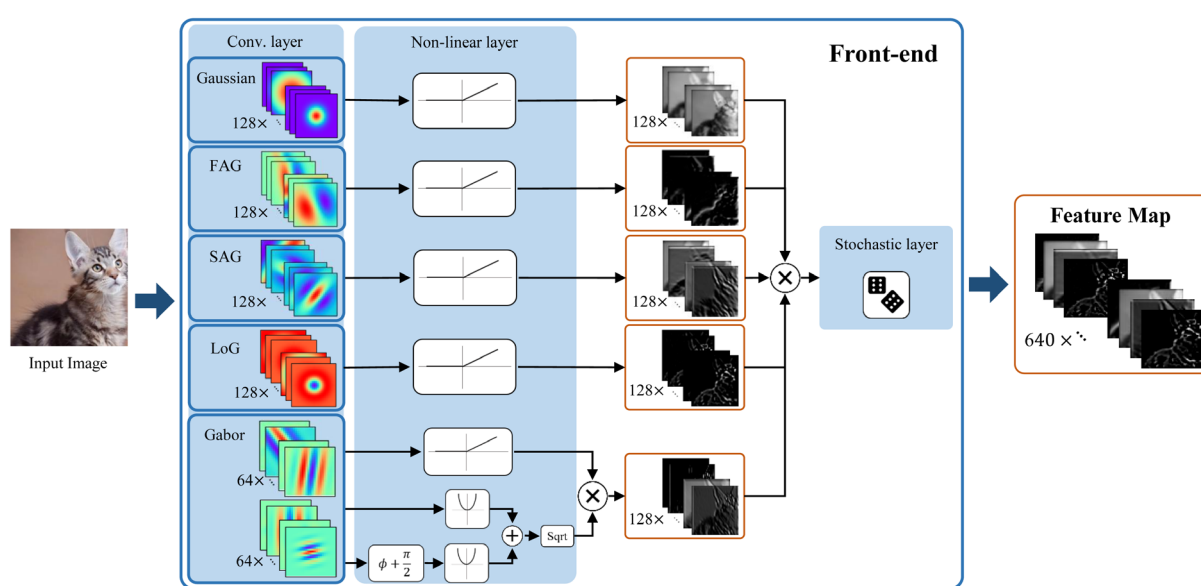 Conv. layer
Non-linear layer
Front-end
Gaussian
128×
128×
FAG
128×
128×
Feature Map
SAG
128×
128×
Stochastic layer
640 ×
Input Image
LoG
128×
128×
Gabor
64×
128×
64×
ϕ + π/2
Sqrt